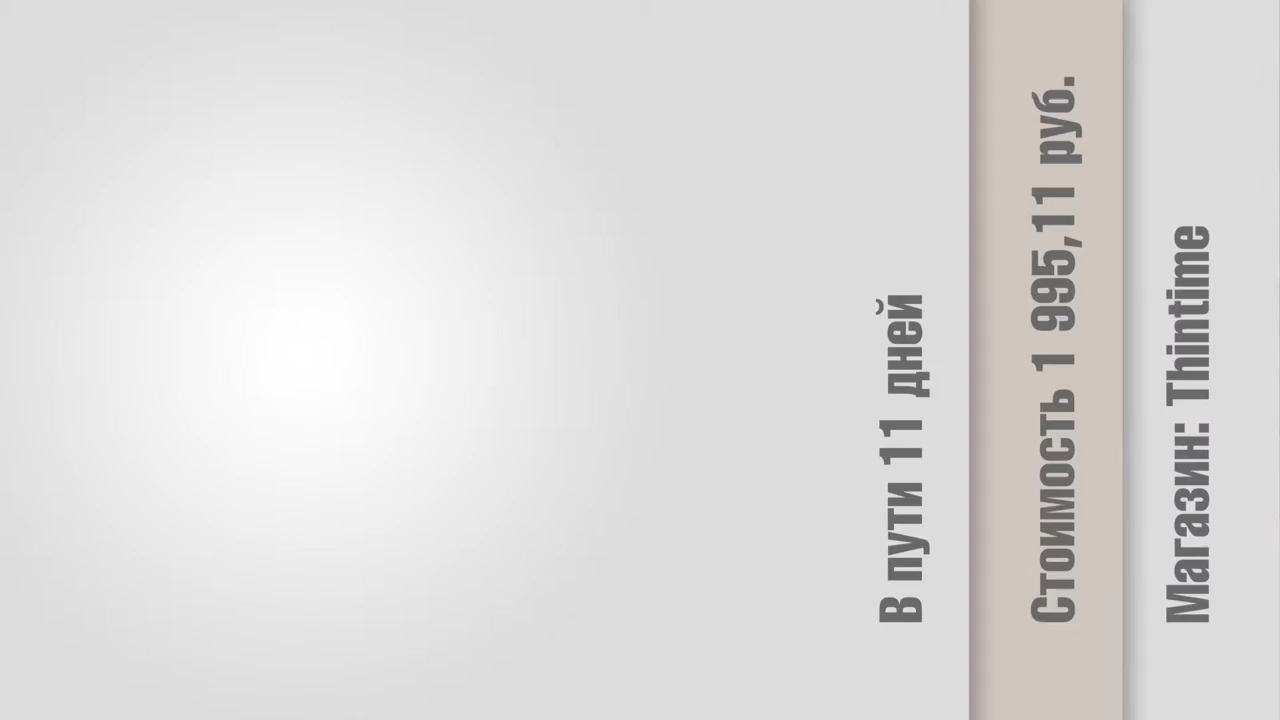 В пути 11 дней
Стоимость 1 995,11 руб.
Магазин: Thintime